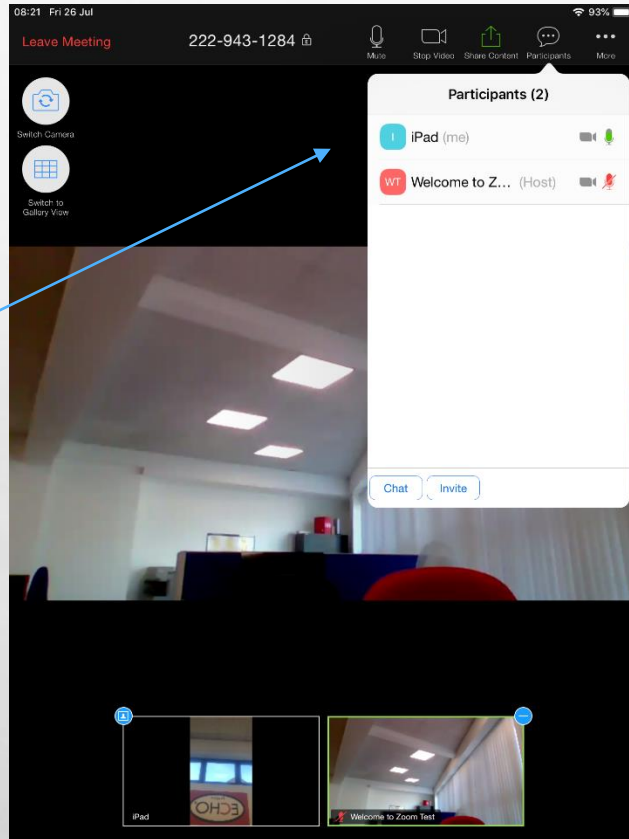 08:21 Fri 26 Jul
93%
Leave Meeting
222-943-1284
Mute
Stop Video
Share Content
Participants
More
Switch Camera
Switch to
Gallery View
Participants (2)
I iPad (me)
WT Welcome to Z... (Host)
Chat
Invite
iPad
ECHO
Welcome to Zoom Test